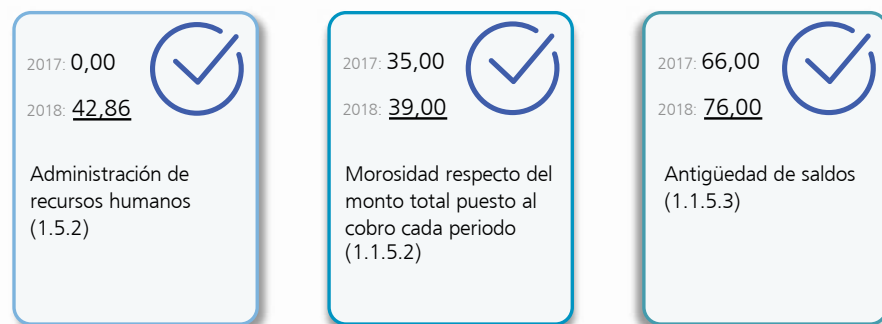 2017: 0,00
2018: 42,86
Administración de
recursos humanos
(1.5.2)
2017: 35,00
2018: 39,00
Morosidad respecto del
monto total puesto al
cobro cada periodo
(1.1.5.2)
2017: 66,00
2018: 76,00
Antigüedad de saldos
(1.1.5.3)